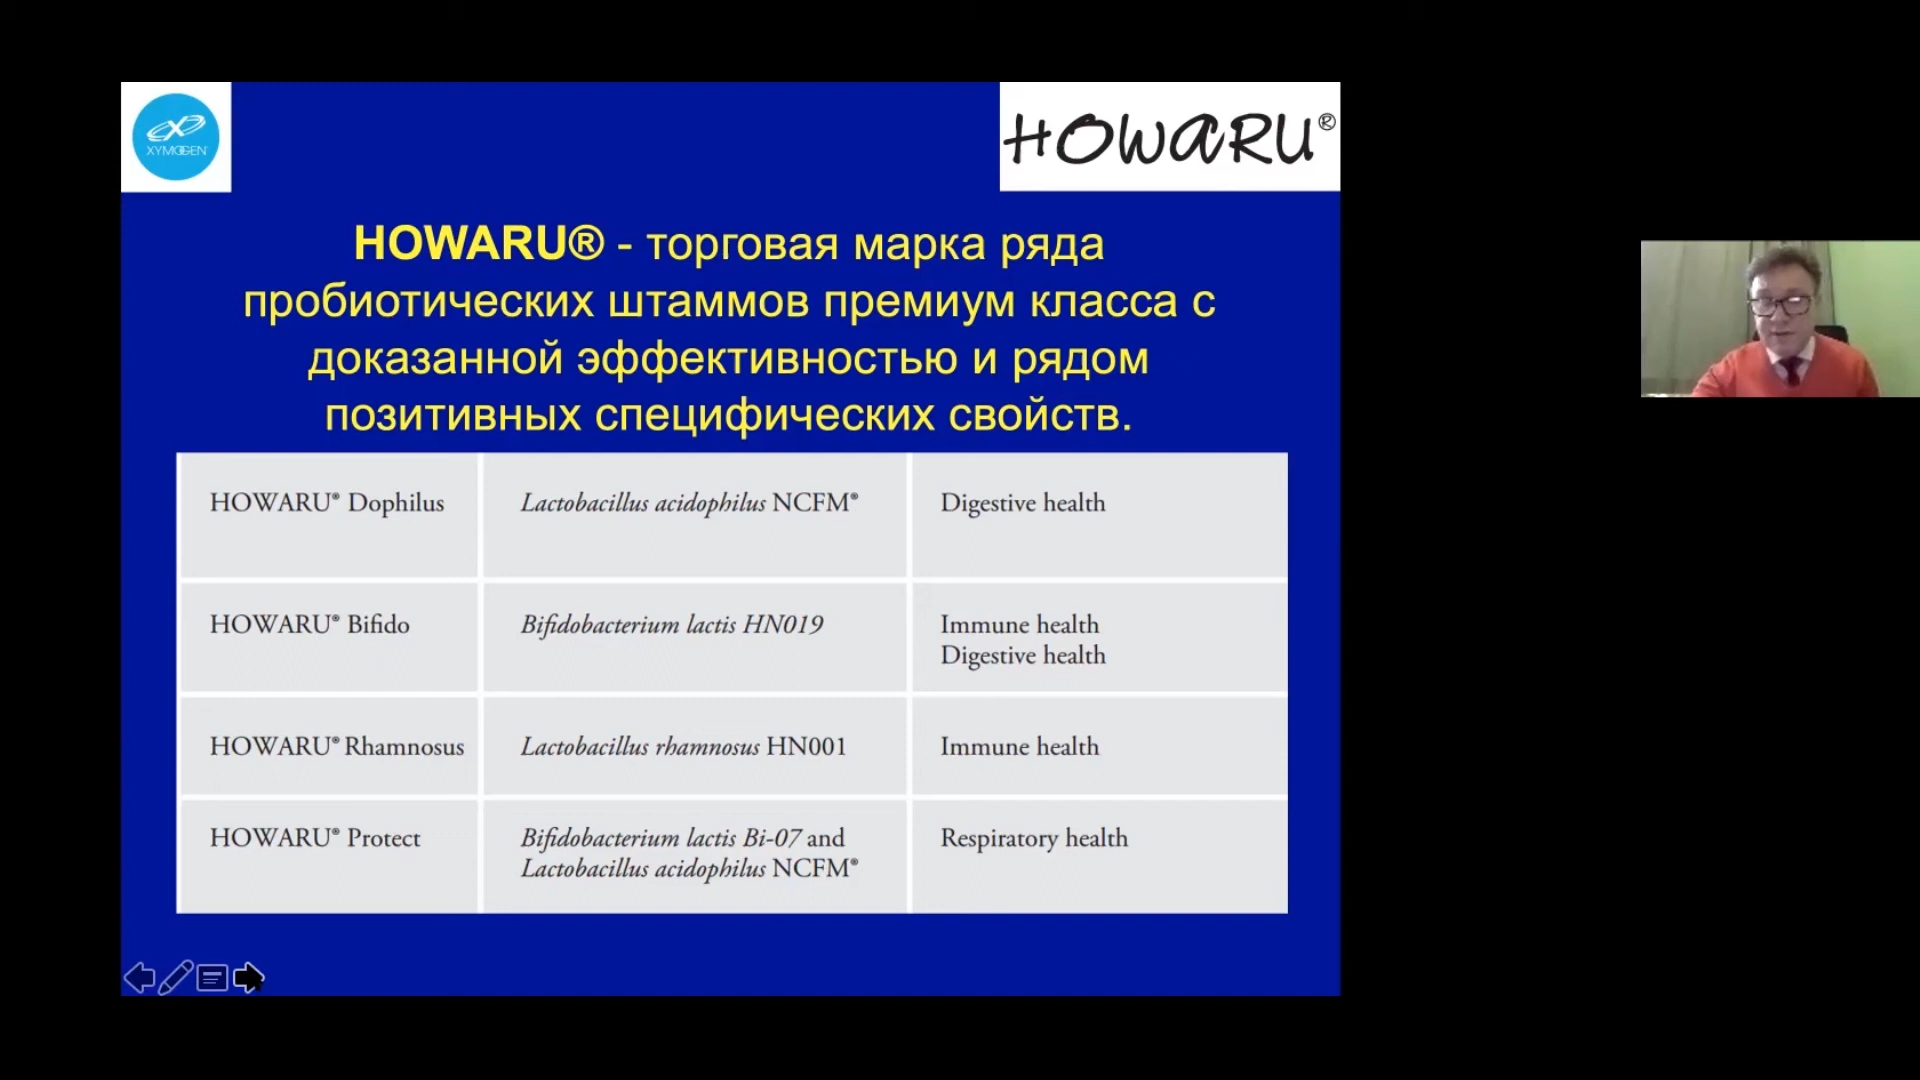 XYMOGEN
HOWARU®
HOWARU® - торговая марка ряда
пробиотических штаммов премиум класса с
доказанной эффективностью и рядом
позитивных специфических свойств.
HOWARU® Dophilus
Lactobacillus acidophilus NCFM®
Digestive health
HOWARU® Bifido
Bifidobacterium lactis HN019
Immune health
Digestive health
HOWARU® Rhamnosus
Lactobacillus rhamnosus HN001
Immune health
HOWARU® Protect
Bifidobacterium lactis Bi-07 and
Lactobacillus acidophilus NCFM®
Respiratory health